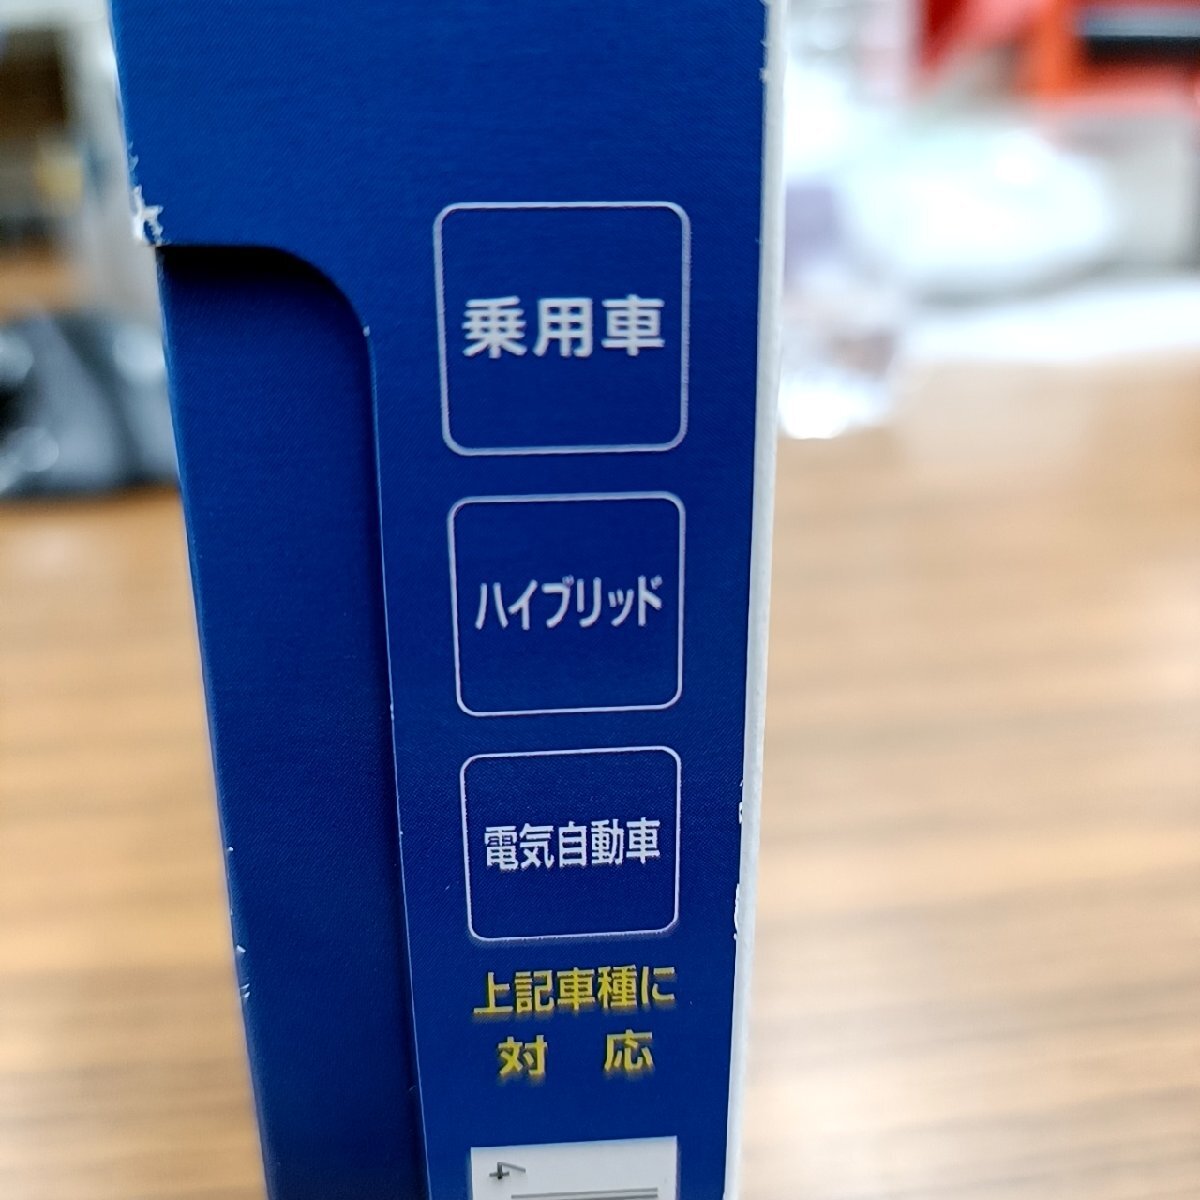 乗用車
ハイブリッド
電気自動車
上記車種に
対 応
4